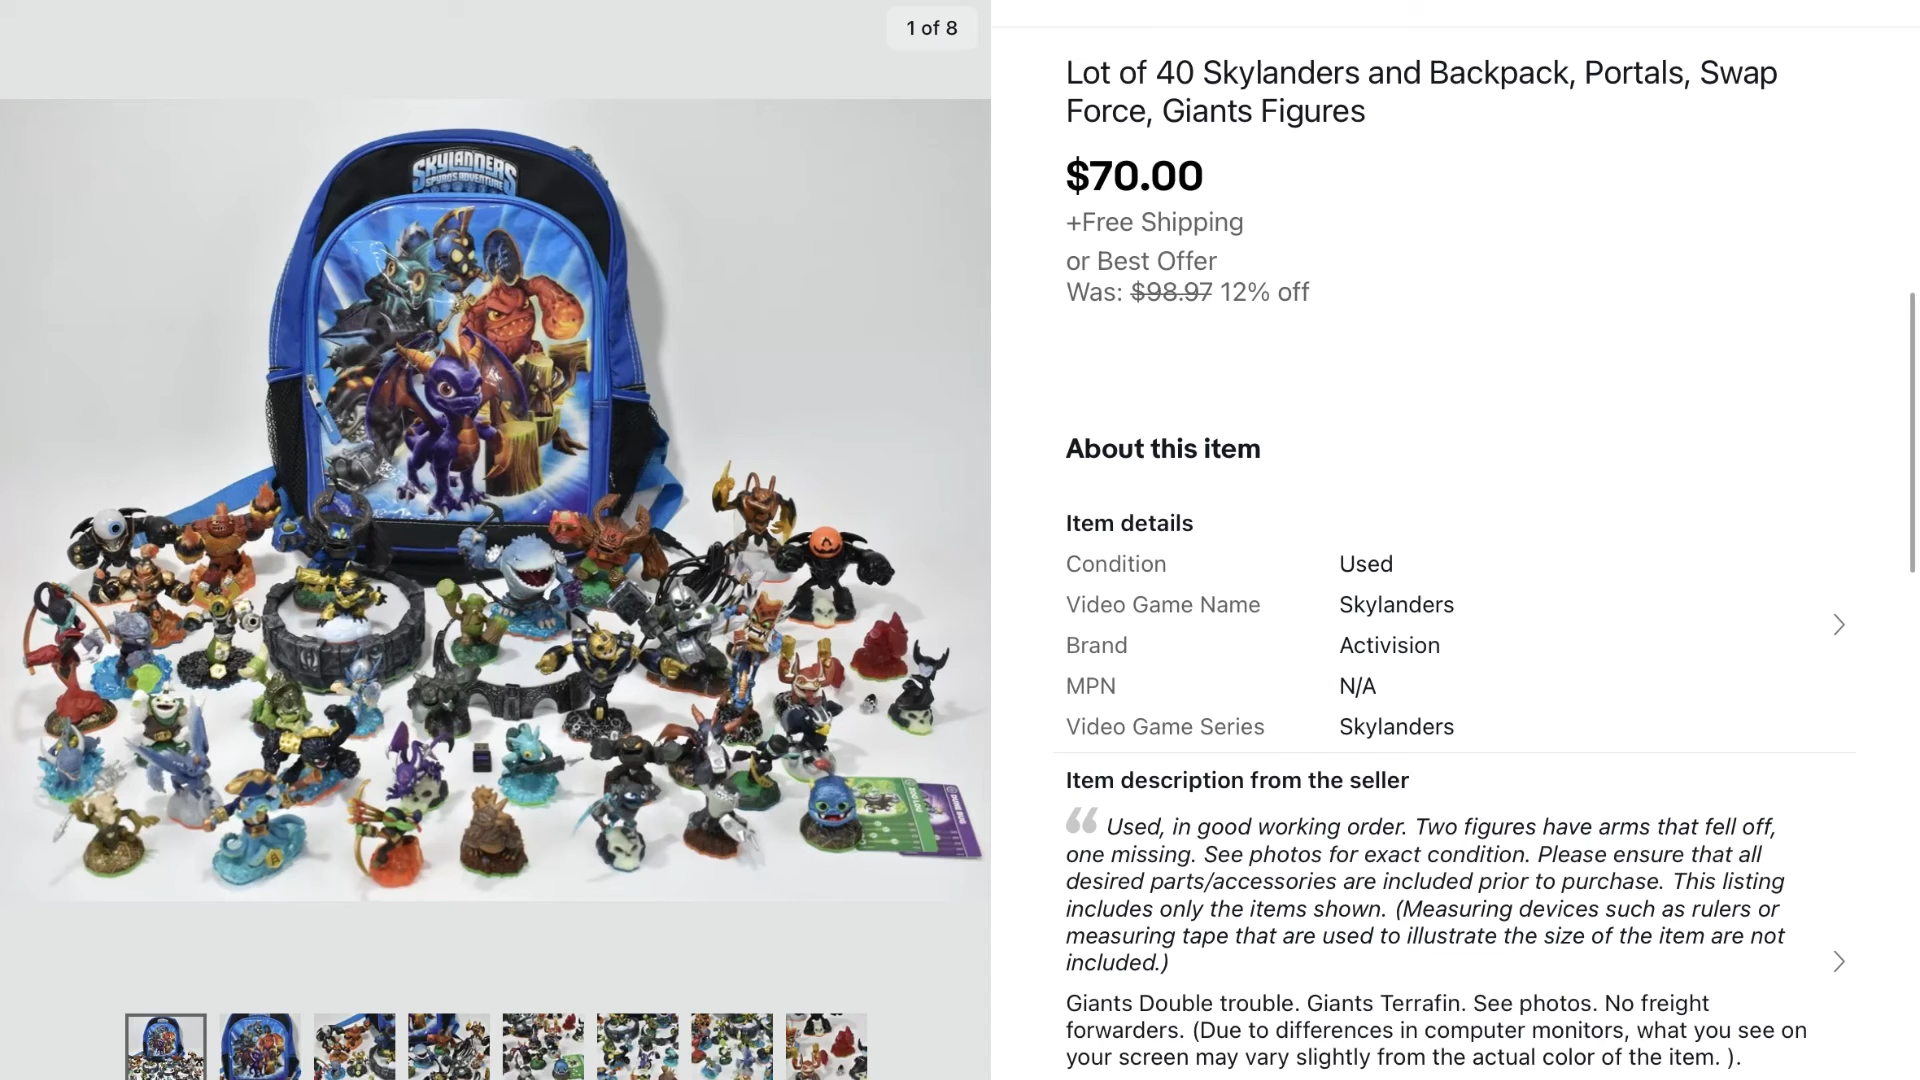 1 of 8
SKYLANDERS
SPYRO'S ADVENTURE
ZOO LOU
Lot of 40 Skylanders and Backpack, Portals, Swap
Force, Giants Figures
$70.00
+Free Shipping
or Best Offer
Was: $98.97 12% off
About this item
Item details
Condition Used
Video Game Name Skylanders
Brand Activision
MPN N/A
Video Game Series Skylanders
Item description from the seller
“ Used, in good working order. Two figures have arms that fell off,
one missing. See photos for exact condition. Please ensure that all
desired parts/accessories are included prior to purchase. This listing
includes only the items shown. (Measuring devices such as rulers or
measuring tape that are used to illustrate the size of the item are not
included.)
Giants Double trouble. Giants Terrafin. See photos. No freight
forwarders. (Due to differences in computer monitors, what you see on
your screen may vary slightly from the actual color of the item. ).